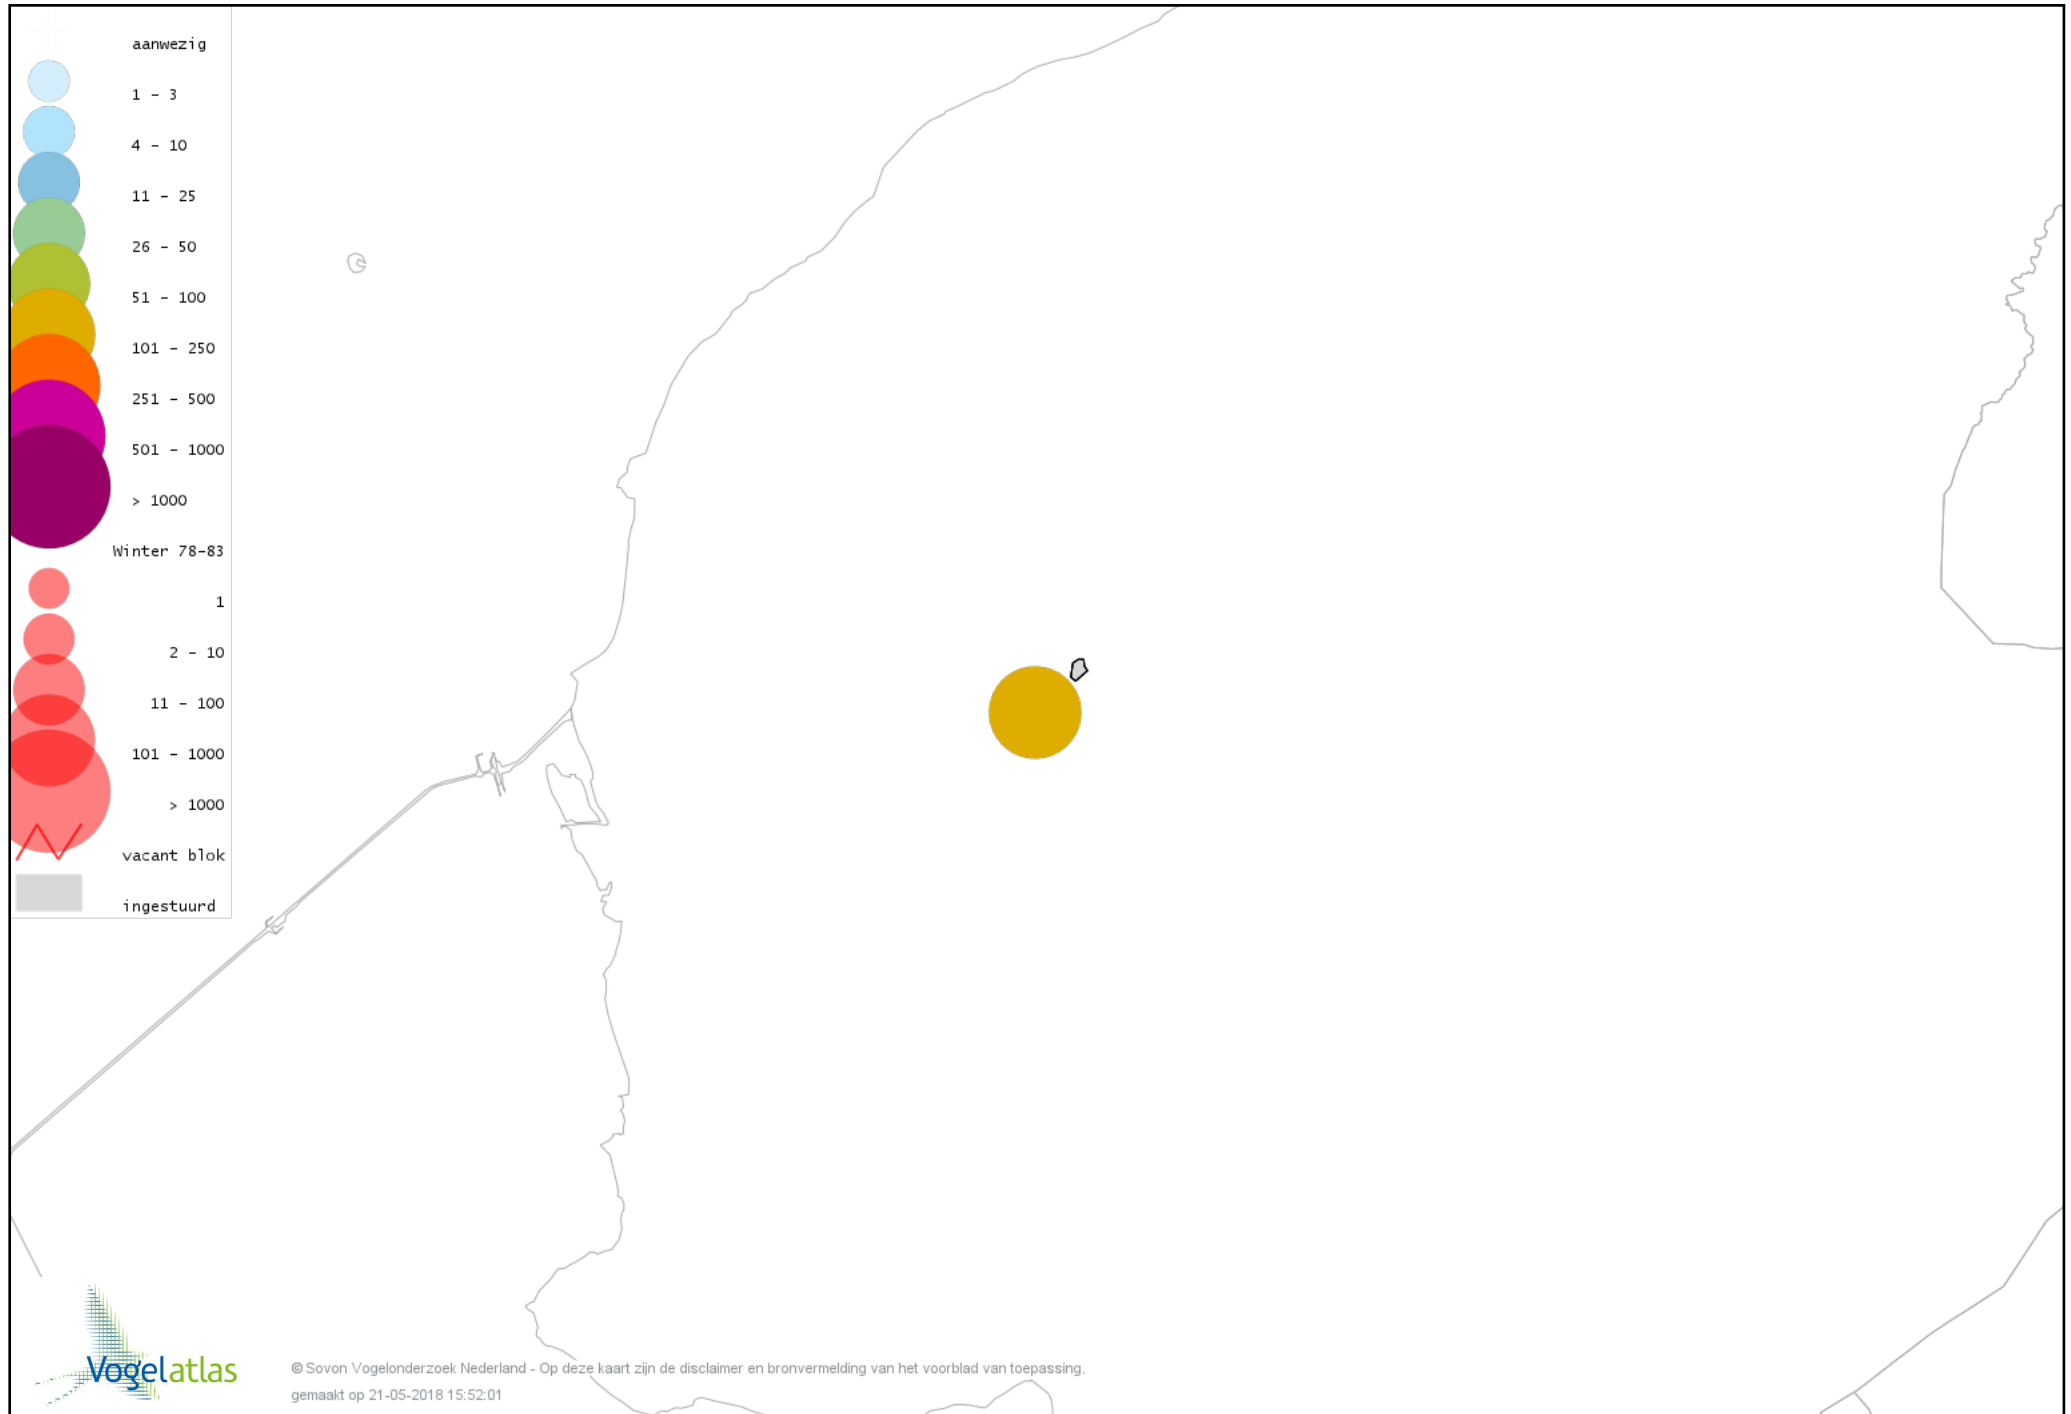 aanwezig
1 – 3
4 – 10
11 – 25
26 – 50
51 – 100
101 – 250
251 – 500
501 – 1000
> 1000
Winter 78-83
1
2 – 10
11 – 100
101 – 1000
> 1000
vacant blok
ingestuurd
Vogelatlas
© Sovon Vogelonderzoek Nederland - Op deze kaart zijn de disclaimer en bronvermelding van het voorblad van toepassing.
gemaakt op 21-05-2018 15:52:01